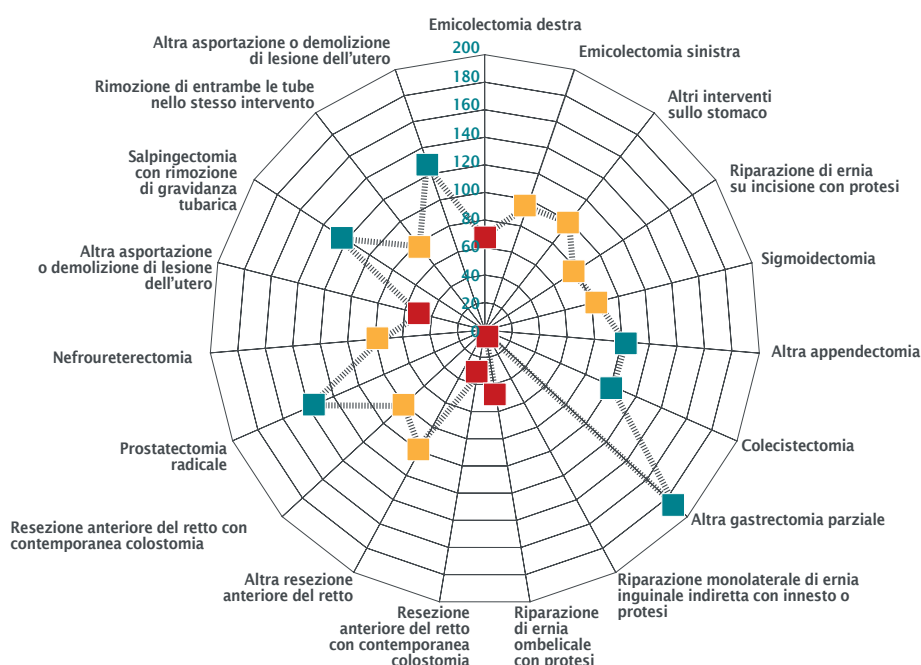 Emicolectomia destra
Emicolectomia sinistra
Altri interventi
sullo stomaco
Riparazione di ernia
su incisione con protesi
Sigmoidectomia
Altra appendectomia
Colecistectomia
Altra gastrectomia parziale
Riparazione monolaterale di ernia
inguinale indiretta con innesto o
protesi
Riparazione
di ernia
ombelicale
con protesi
Resezione
anteriore del retto
con contemporanea
colostomia
Altra resezione
anteriore del retto
Resezione anteriore del retto con
contemporanea colostomia
Prostatectomia
radicale
Nefroureterectomia
Altra asportazione
o demolizione di lesione
dell'utero
Salpingectomia
con rimozione
di gravidanza
tubarica
Rimozione di entrambe le tube
nello stesso intervento
Altra asportazione o demolizione
di lesione dell'utero
200
180
160
140
120
100
80
60
40
20
0